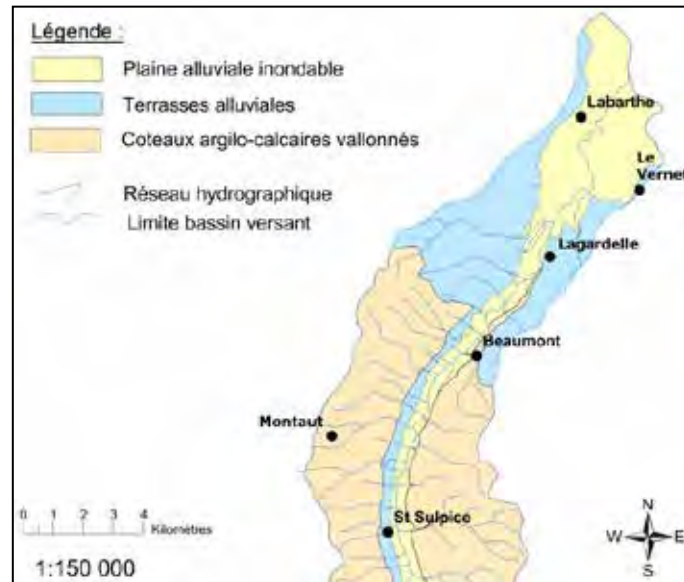 Légende :
Plaine alluviale inondable
Terrasses alluviales
Coteaux argilo-calcaires vallonnés
Réseau hydrographique
Limite bassin versant
Labarthe
Le
Vernet
Lagardelle
Beaumont
Montaut
St Sulpice
0 1 2 3 4
Kilomètres
1:150 000
N
W E
S